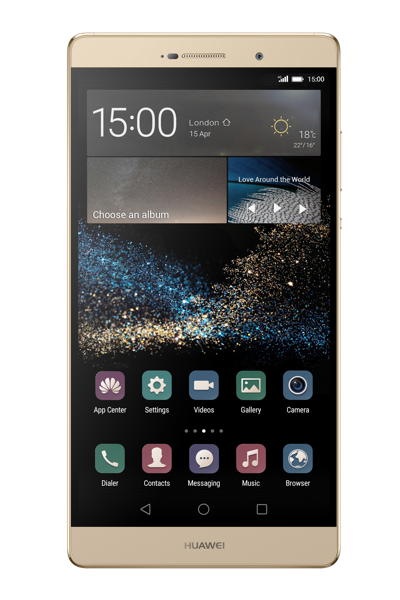 15:00
15:00
London
15 Apr
18°c
22°/16°
Love Around the World
Choose an album
App Center
Settings
Videos
Gallery
Camera
Dialer
Contacts
Messaging
Music
Browser
HUAWEI